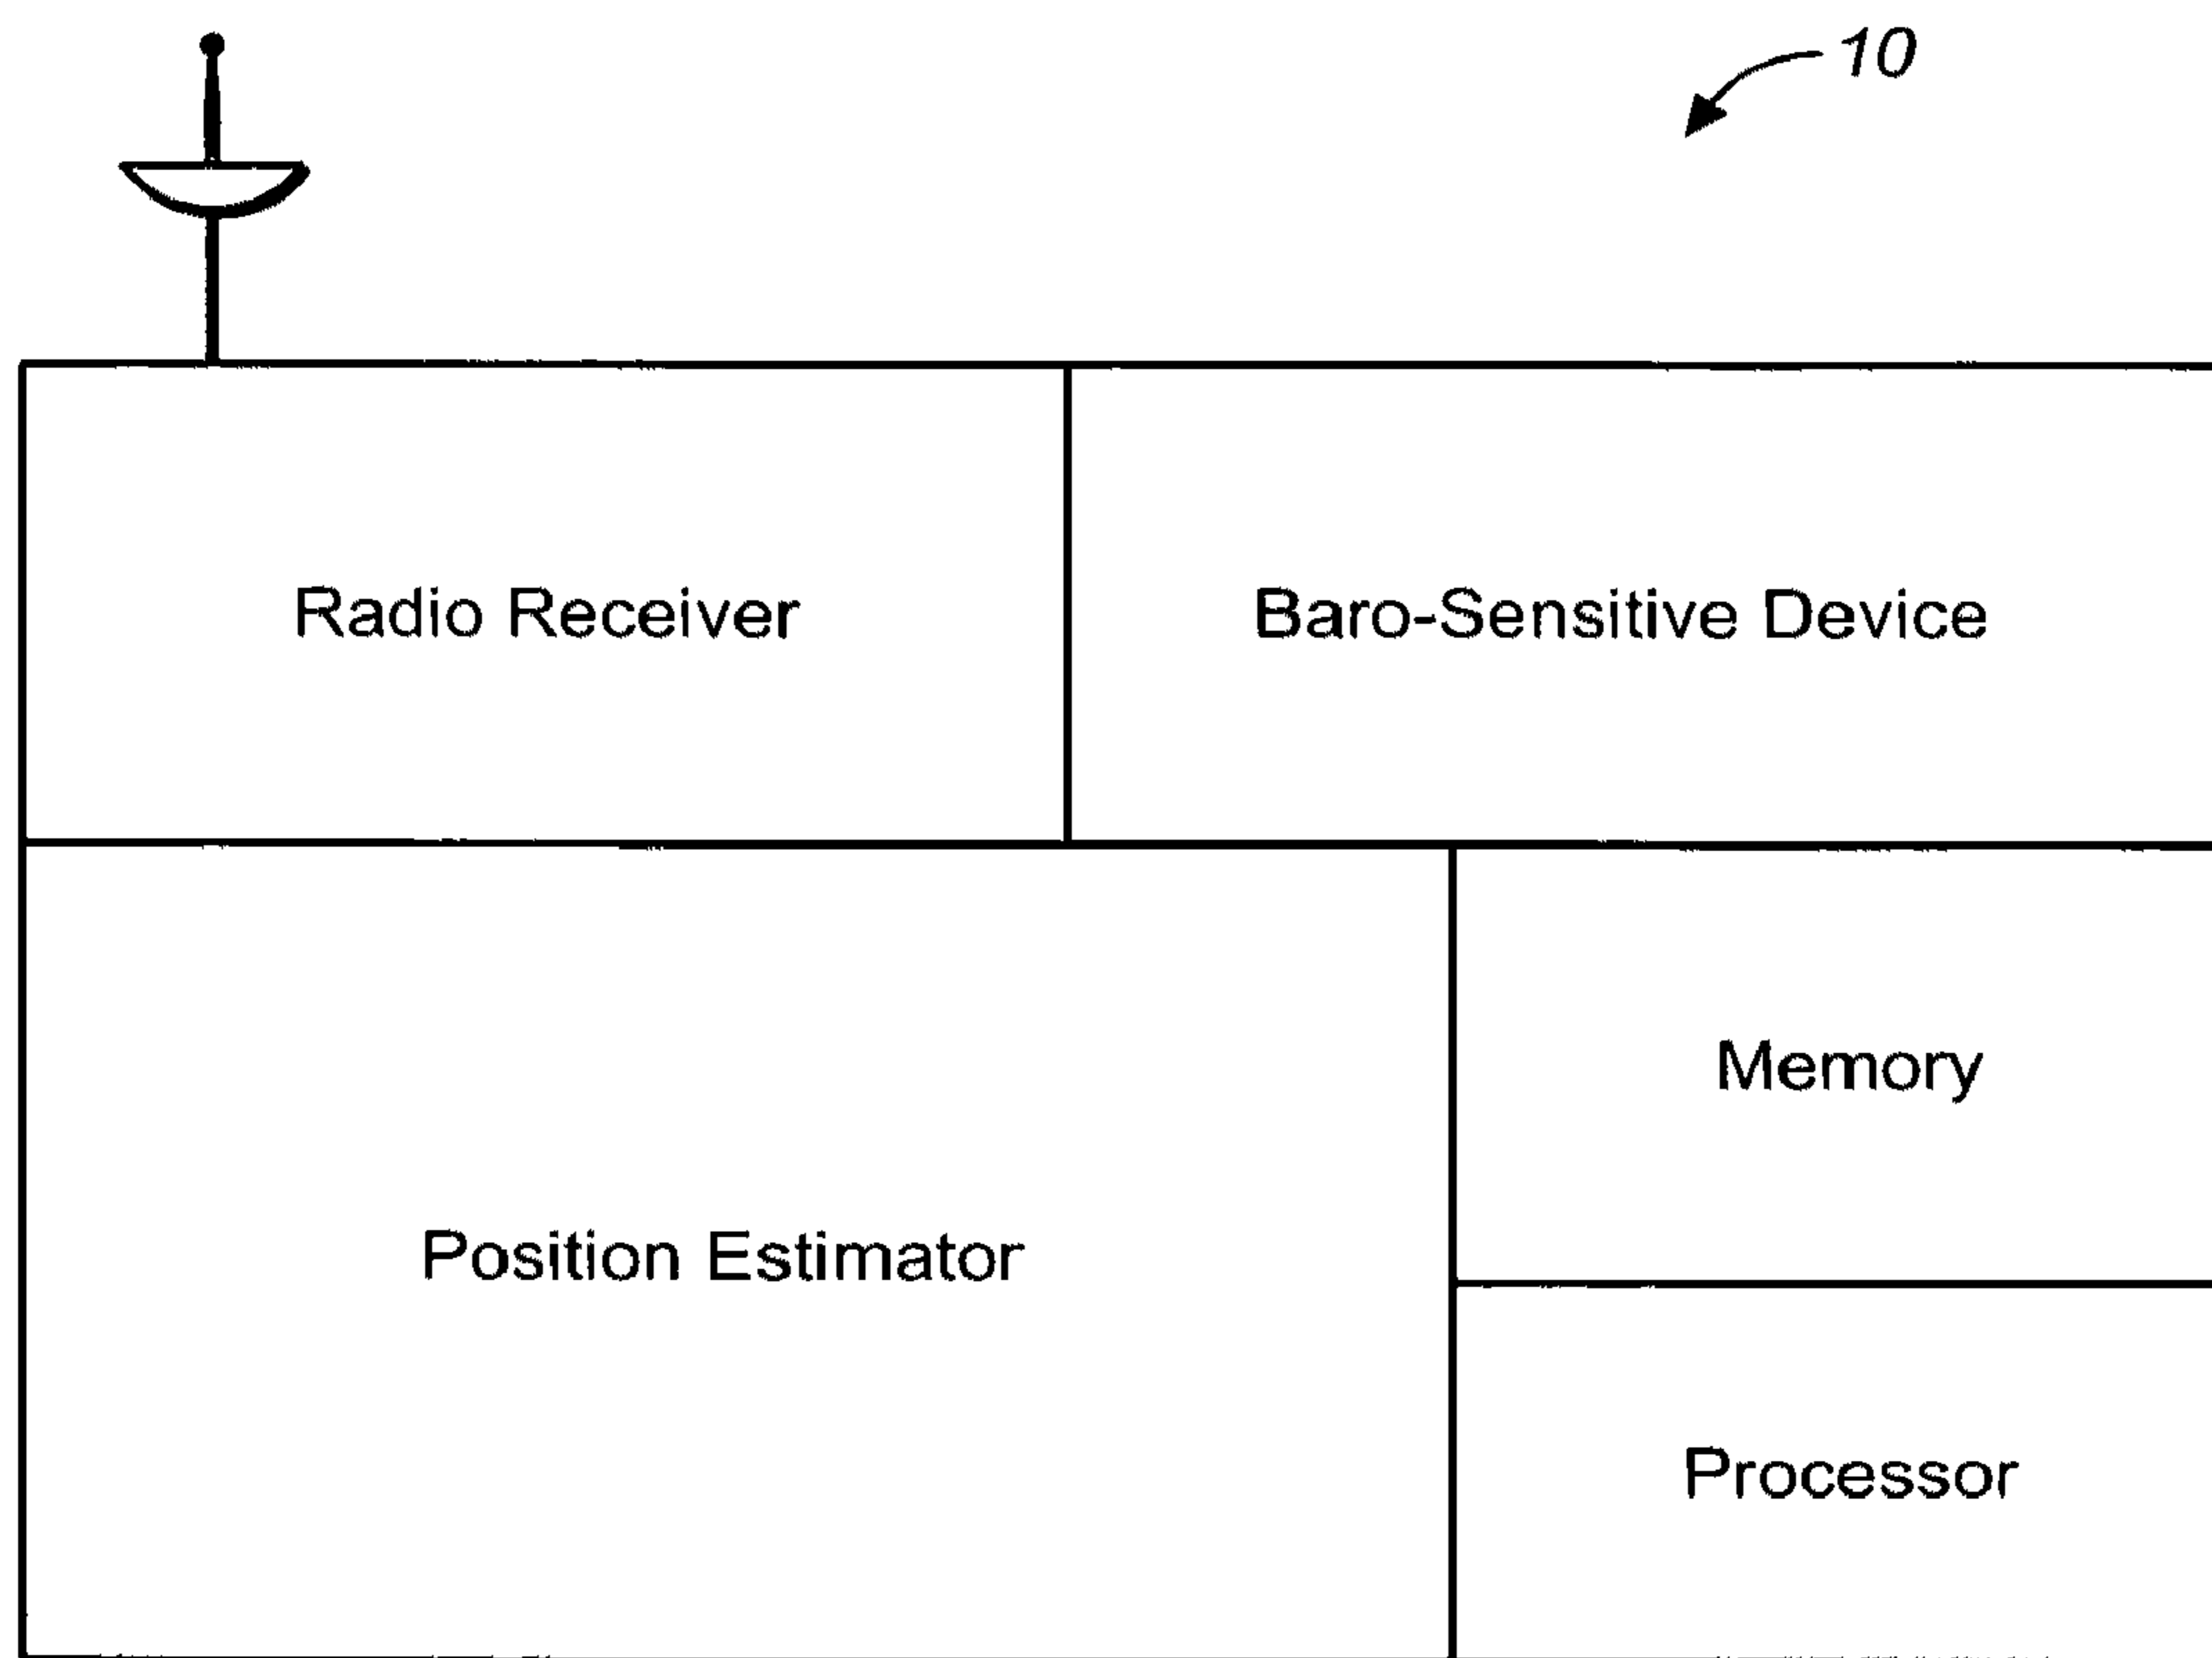 10
Radio Receiver
Baro-Sensitive Device
Memory
Position Estimator
Processor